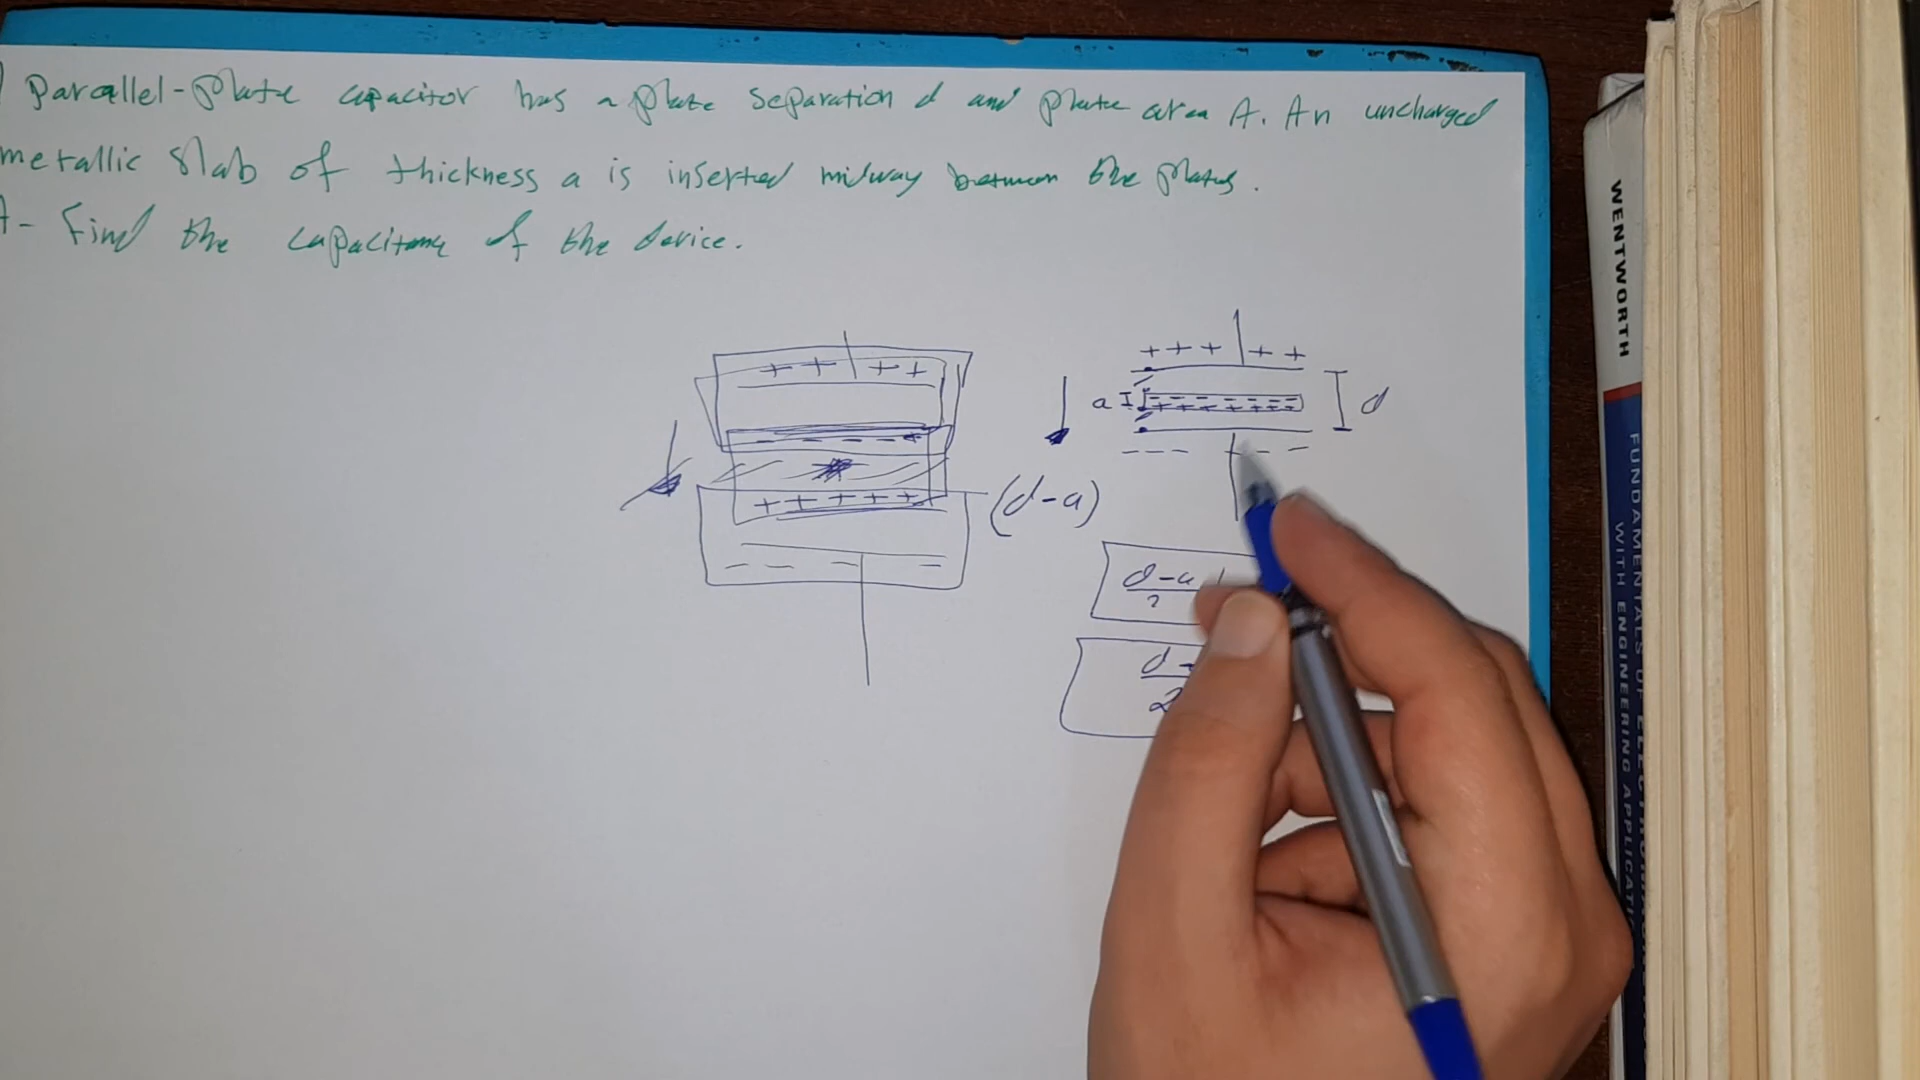 Parallel-plate capacitor has a plate separation d and plate area A. An uncharged
metallic slab of thickness a is inserted midway between the plates.
A- Find the capacitance of the device.
+ + + + +
+ + + +
a
d
- - - - -
+ + + + +
(d-a)
- - - -
d-a
2
d-
2
WENTWORTH
FUNDAMENTALS OF
WITH ENGINEERING